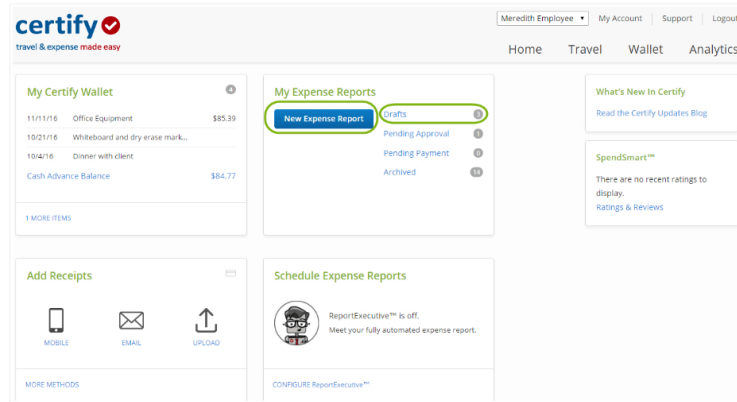 certify
travel & expense made easy
Meredith Employee
My Account
Support
Logout
Home
Travel
Wallet
Analytics
My Certify Wallet
4
11/11/16 Office Equipment $85.39
10/21/16 Whiteboard and dry erase mark...
10/4/16 Dinner with client
Cash Advance Balance $84.77
1 MORE ITEMS
My Expense Reports
New Expense Report
Drafts 3
Pending Approval 1
Pending Payment 0
Archived 14
What's New In Certify
Read the Certify Updates Blog
SpendSmart™
There are no recent ratings to
display.
Ratings & Reviews
Add Receipts
MOBILE
EMAIL
UPLOAD
MORE METHODS
Schedule Expense Reports
ReportExecutive™ is off.
Meet your fully automated expense report.
CONFIGURE ReportExecutive™